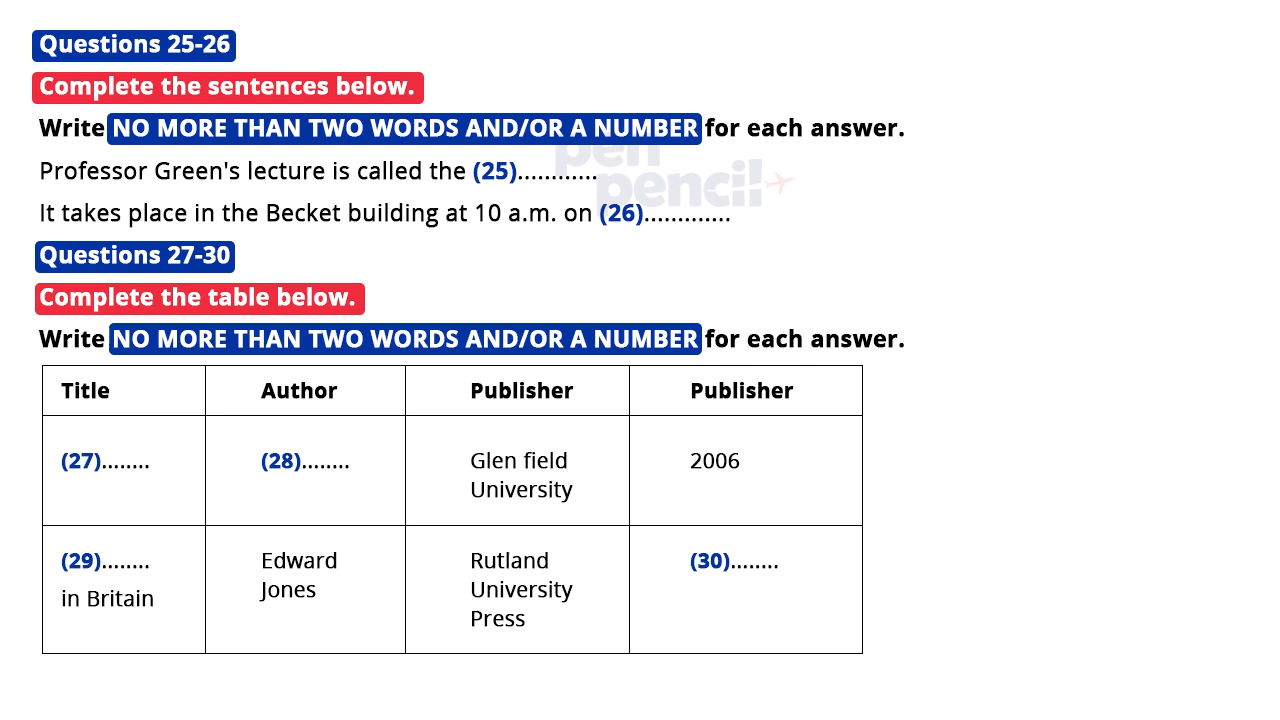 Questions 25-26
Complete the sentences below.
Write NO MORE THAN TWO WORDS AND/OR A NUMBER for each answer.
pen
pencil
Professor Green's lecture is called the (25)............
It takes place in the Becket building at 10 a.m. on (26).............
Questions 27-30
Complete the table below.
Write NO MORE THAN TWO WORDS AND/OR A NUMBER for each answer.
Title Author Publisher Publisher
(27)........ (28)........ Glen field 2006
University
(29)........ Edward Rutland (30)........
in Britain Jones University
Press